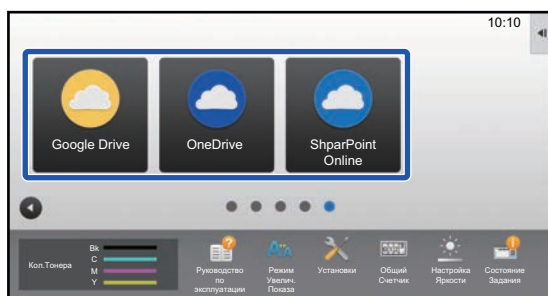 10:10
Google Drive
OneDrive
ShparPoint
Online
Кол.Тонера
Bk
C
M
Y
Руководство
по
эксплуатации
Режим
Увелич.
Показа
Установки
Общий
Счетчик
Настройка
Яркости
Состояние
Задания